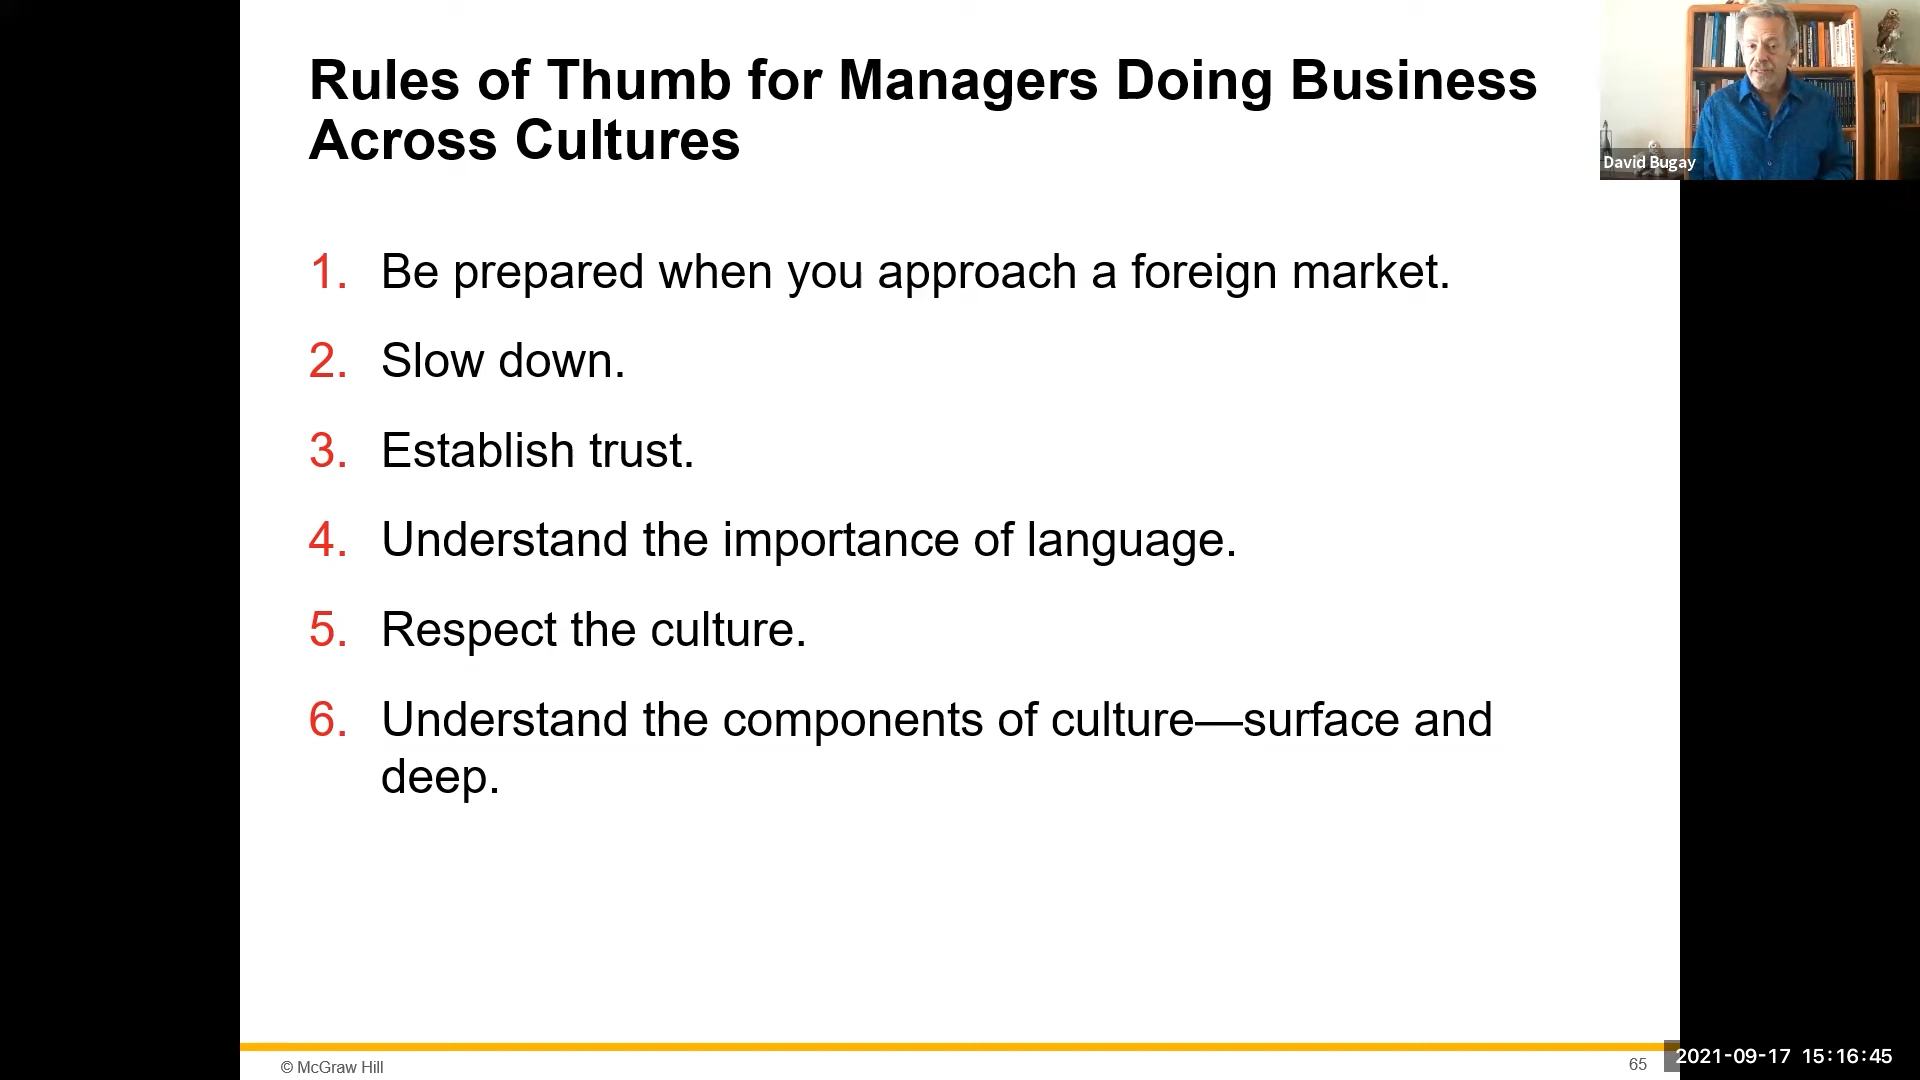 Rules of Thumb for Managers Doing Business
Across Cultures
David Bugay
1. Be prepared when you approach a foreign market.
2. Slow down.
3. Establish trust.
4. Understand the importance of language.
5. Respect the culture.
6. Understand the components of culture—surface and
deep.
© McGraw Hill
65
2021-09-17 15:16:45